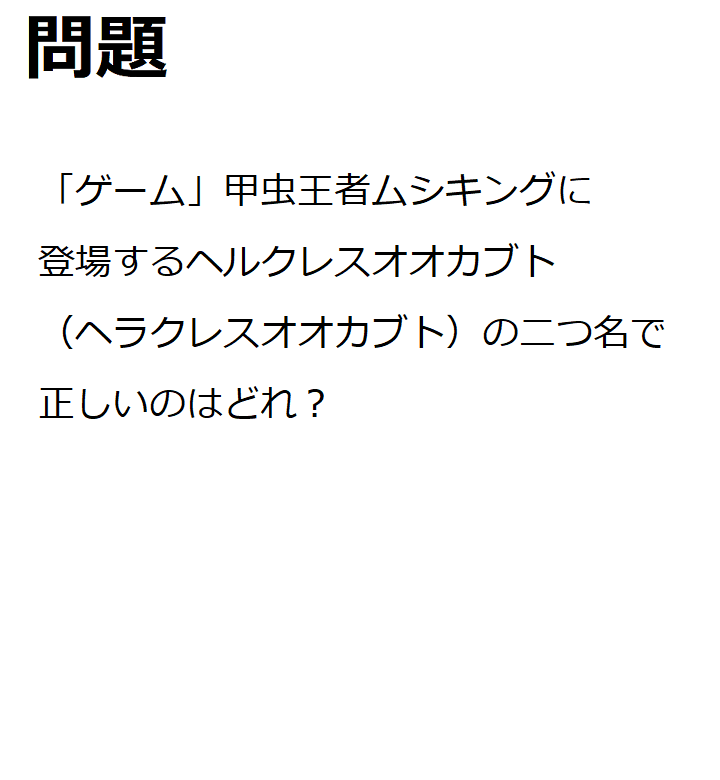 問題
「ゲーム」甲虫王者ムシキングに
登場するヘルクレスオオカブト
（ヘラクレスオオカブト）の二つ名で
正しいのはどれ？